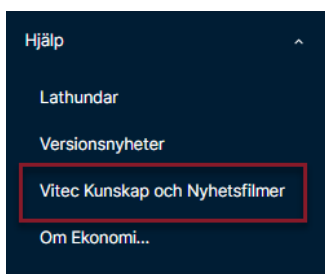 Hjälp
Lathundar
Versionsnyheter
Vitec Kunskap och Nyhetsfilmer
Om Ekonomi...